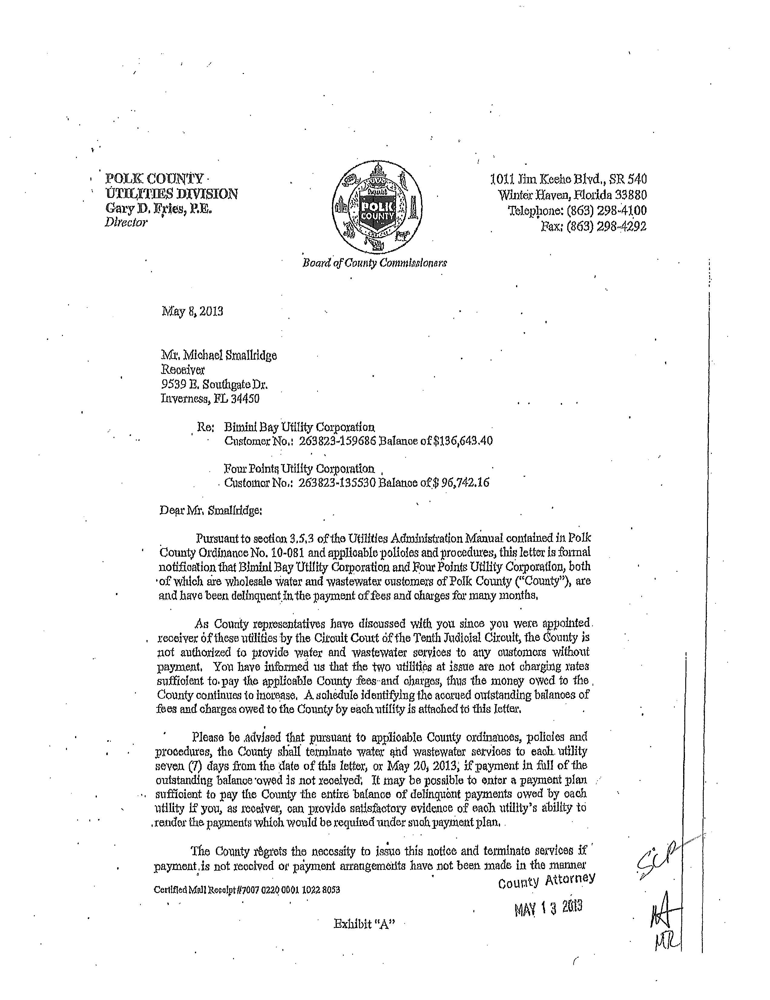 POLK COUNTY
UTILITIES DIVISION
Gary D. Fries, P.E.
Director
POLK
COUNTY
Board of County Commissioners
1011 Jim Keene Blvd., SR 540
Winter Haven, Florida 33880
Telephone: (863) 298-4100
Fax: (863) 298-4292
May 8, 2013
Mr. Michael Smallridge
Receiver
9539 E. Southgate Dr.
Inverness, FL 34450
Re: Bimini Bay Utility Corporation
Customer No.: 263823-159686 Balance of $136,643.40
Four Points Utility Corporation
Customer No.: 263823-135530 Balance of $ 96,742.16
Dear Mr. Smallridge:
Pursuant to section 3.5.3 of the Utilities Administration Manual contained in Polk
County Ordinance No. 10-081 and applicable policies and procedures, this letter is formal
notification that Bimini Bay Utility Corporation and Four Points Utility Corporation, both
of which are wholesale water and wastewater customers of Polk County ("County"), are
and have been delinquent in the payment of fees and charges for many months.
As County representatives have discussed with you since you were appointed
receiver of these utilities by the Circuit Court of the Tenth Judicial Circuit, the County is
not authorized to provide water and wastewater services to any customers without
payment. You have informed us that the two utilities at issue are not charging rates
sufficient to pay the applicable County fees and charges, thus the money owed to the
County continues to increase. A schedule identifying the accrued outstanding balances of
fees and charges owed to the County by each utility is attached to this letter.
Please be advised that pursuant to applicable County ordinances, policies and
procedures, the County shall terminate water and wastewater services to each utility
seven (7) days from the date of this letter, or May 20, 2013, if payment in full of the
outstanding balance owed is not received. It may be possible to enter a payment plan
sufficient to pay the County the entire balance of delinquent payments owed by each
utility if you, as receiver, can provide satisfactory evidence of each utility's ability to
render the payments which would be required under such payment plan.
The County regrets the necessity to issue this notice and terminate services if
payment is not received or payment arrangements have not been made in the manner
Certified Mail Receipt #7007 0220 0001 1022 8053
County Attorney
MAY 13 2013
Exhibit "A"
SCP
MR